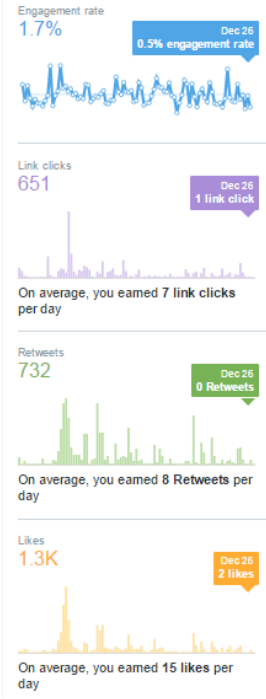 Engagement rate
1.7%
Dec 26
0.5% engagement rate
Link clicks
651
Dec 26
1 link click
On average, you earned 7 link clicks
per day
Retweets
732
Dec 26
0 Retweets
On average, you earned 8 Retweets per
day
Likes
1.3K
Dec 26
2 likes
On average, you earned 15 likes per
day